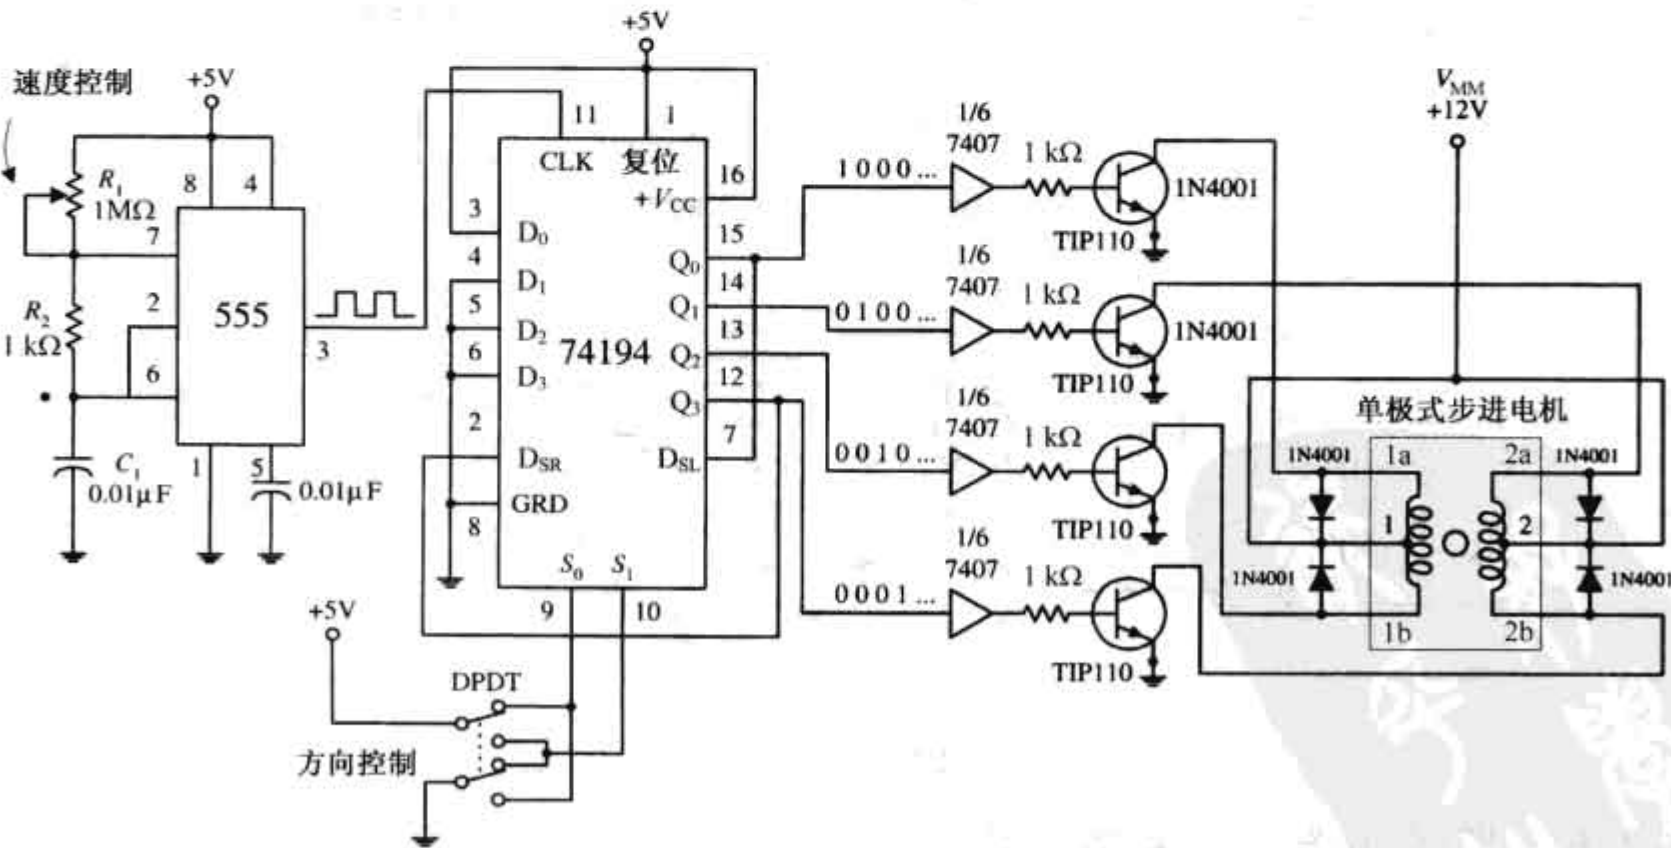 速度控制
+5V
R₁
1MΩ
R₂
1 kΩ
C₁
0.01μF
8
4
7
2
6
555
3
1
5
0.01μF
+5V
11
1
CLK
复位
16
+V_CC
3
D₀
4
D₁
5
D₂
6
D₃
2
D_SR
GRD
8
74194
15
Q₀
14
Q₁
13
Q₂
12
Q₃
7
D_SL
S₀
S₁
9
10
+5V
DPDT
方向控制
1000...
1/6
7407
1 kΩ
1N4001
TIP110
0100...
1/6
7407
1 kΩ
1N4001
TIP110
0010...
1/6
7407
1 kΩ
TIP110
0001...
1/6
7407
1 kΩ
TIP110
V_MM
+12V
单极式步进电机
1N4001
1a
2a
1N4001
1
2
1N4001
1b
2b
1N4001